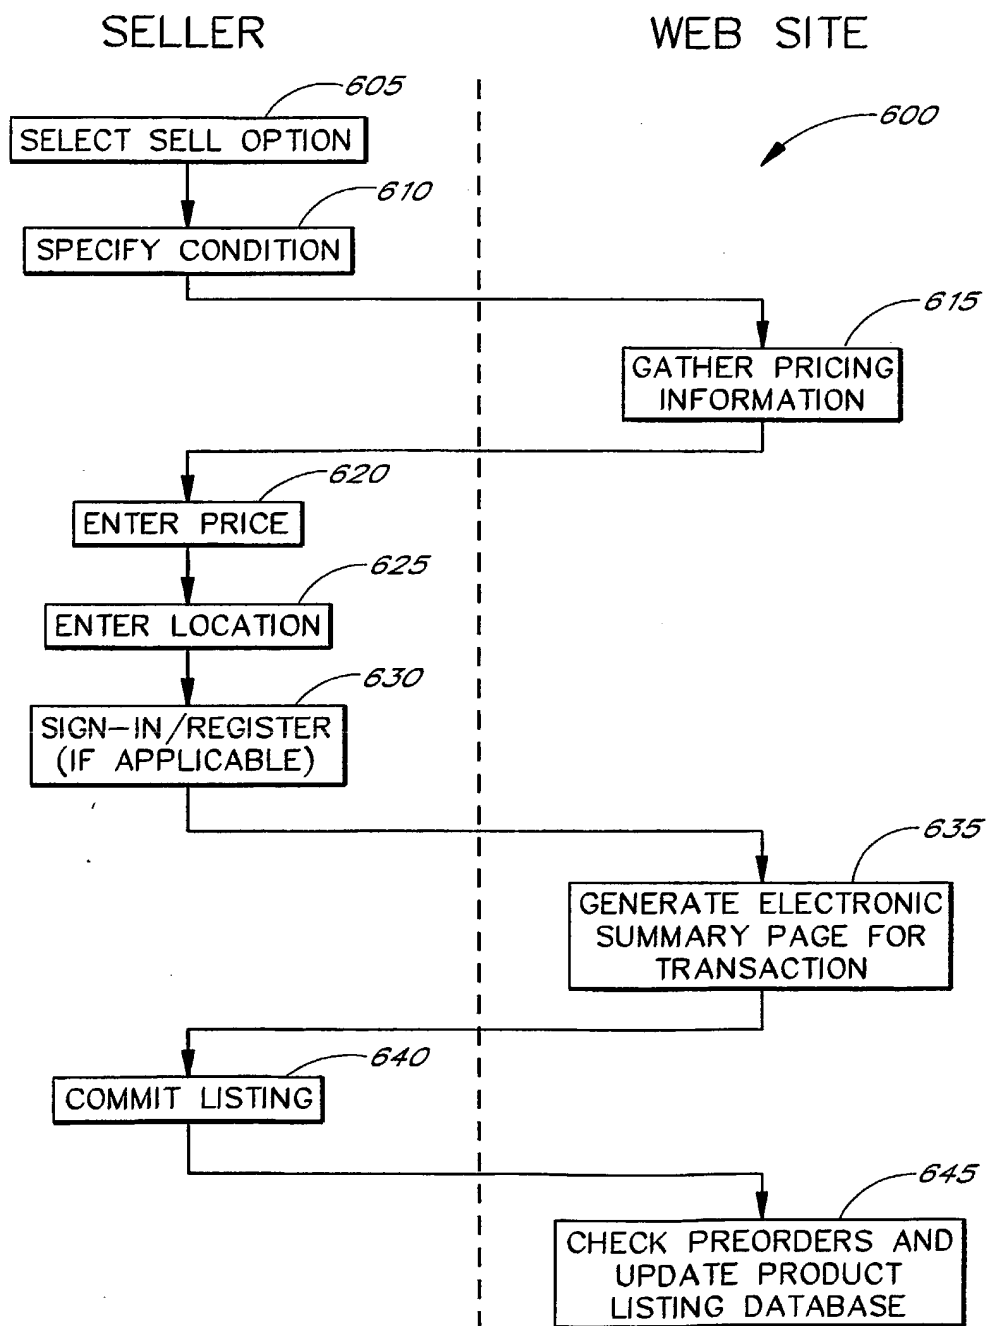 SELLER
WEB SITE
605
SELECT SELL OPTION
600
610
SPECIFY CONDITION
615
GATHER PRICING
INFORMATION
620
ENTER PRICE
625
ENTER LOCATION
630
SIGN-IN/REGISTER
(IF APPLICABLE)
635
GENERATE ELECTRONIC
SUMMARY PAGE FOR
TRANSACTION
640
COMMIT LISTING
645
CHECK PREORDERS AND
UPDATE PRODUCT
LISTING DATABASE